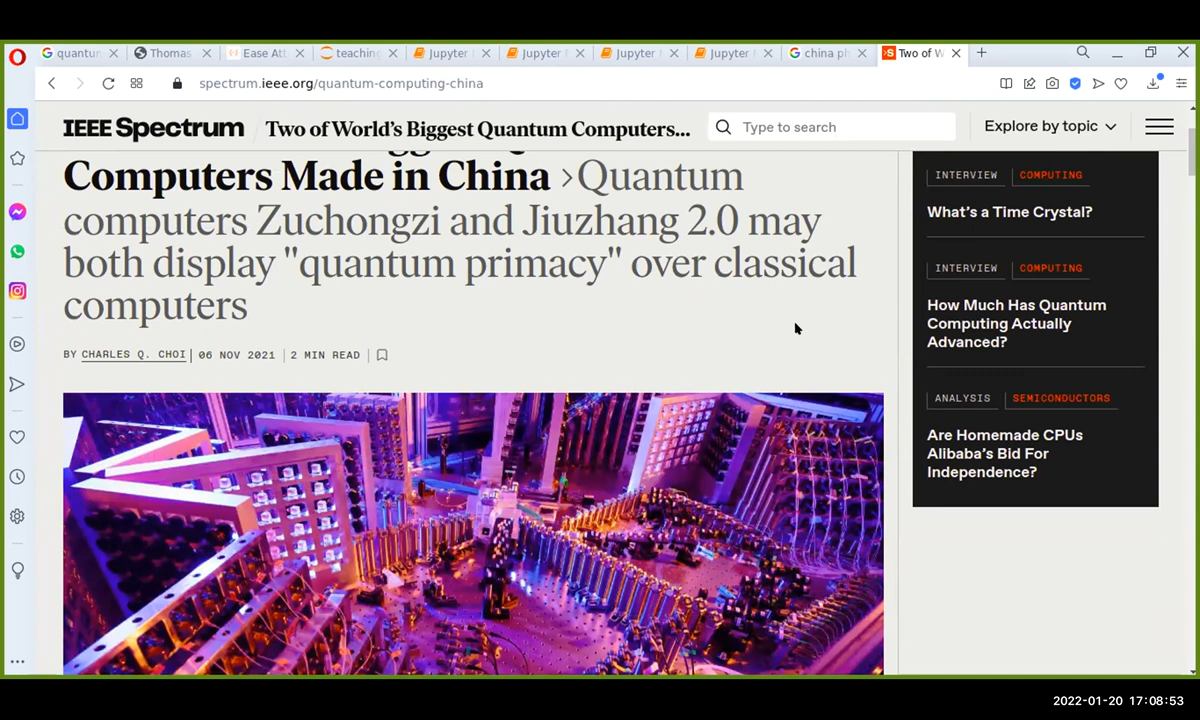 quantun
Thomas
Ease Att
teaching
Jupyter
Jupyter
Jupyter
Jupyter
china ph
Two of W
spectrum.ieee.org/quantum-computing-china
IEEE Spectrum
Two of World's Biggest Quantum Computers...
Type to search
Explore by topic
Computers Made in China ›Quantum
computers Zuchongzi and Jiuzhang 2.0 may
both display "quantum primacy" over classical
computers
BY CHARLES Q. CHOI 06 NOV 2021 2 MIN READ
INTERVIEW COMPUTING
What's a Time Crystal?
INTERVIEW COMPUTING
How Much Has Quantum
Computing Actually
Advanced?
ANALYSIS SEMICONDUCTORS
Are Homemade CPUs
Alibaba's Bid For
Independence?
2022-01-20 17:08:53